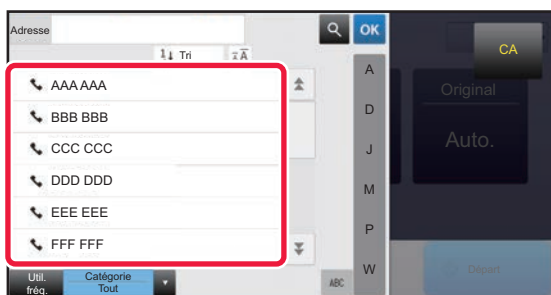 Adresse OK
CA
Tri
A
AAA AAA
Original
BBB BBB
D
Auto.
CCC CCC
J
DDD DDD
M
EEE EEE
P
FFF FFF
W
Départ
Util. fréq.
Catégorie
Tout
ABC